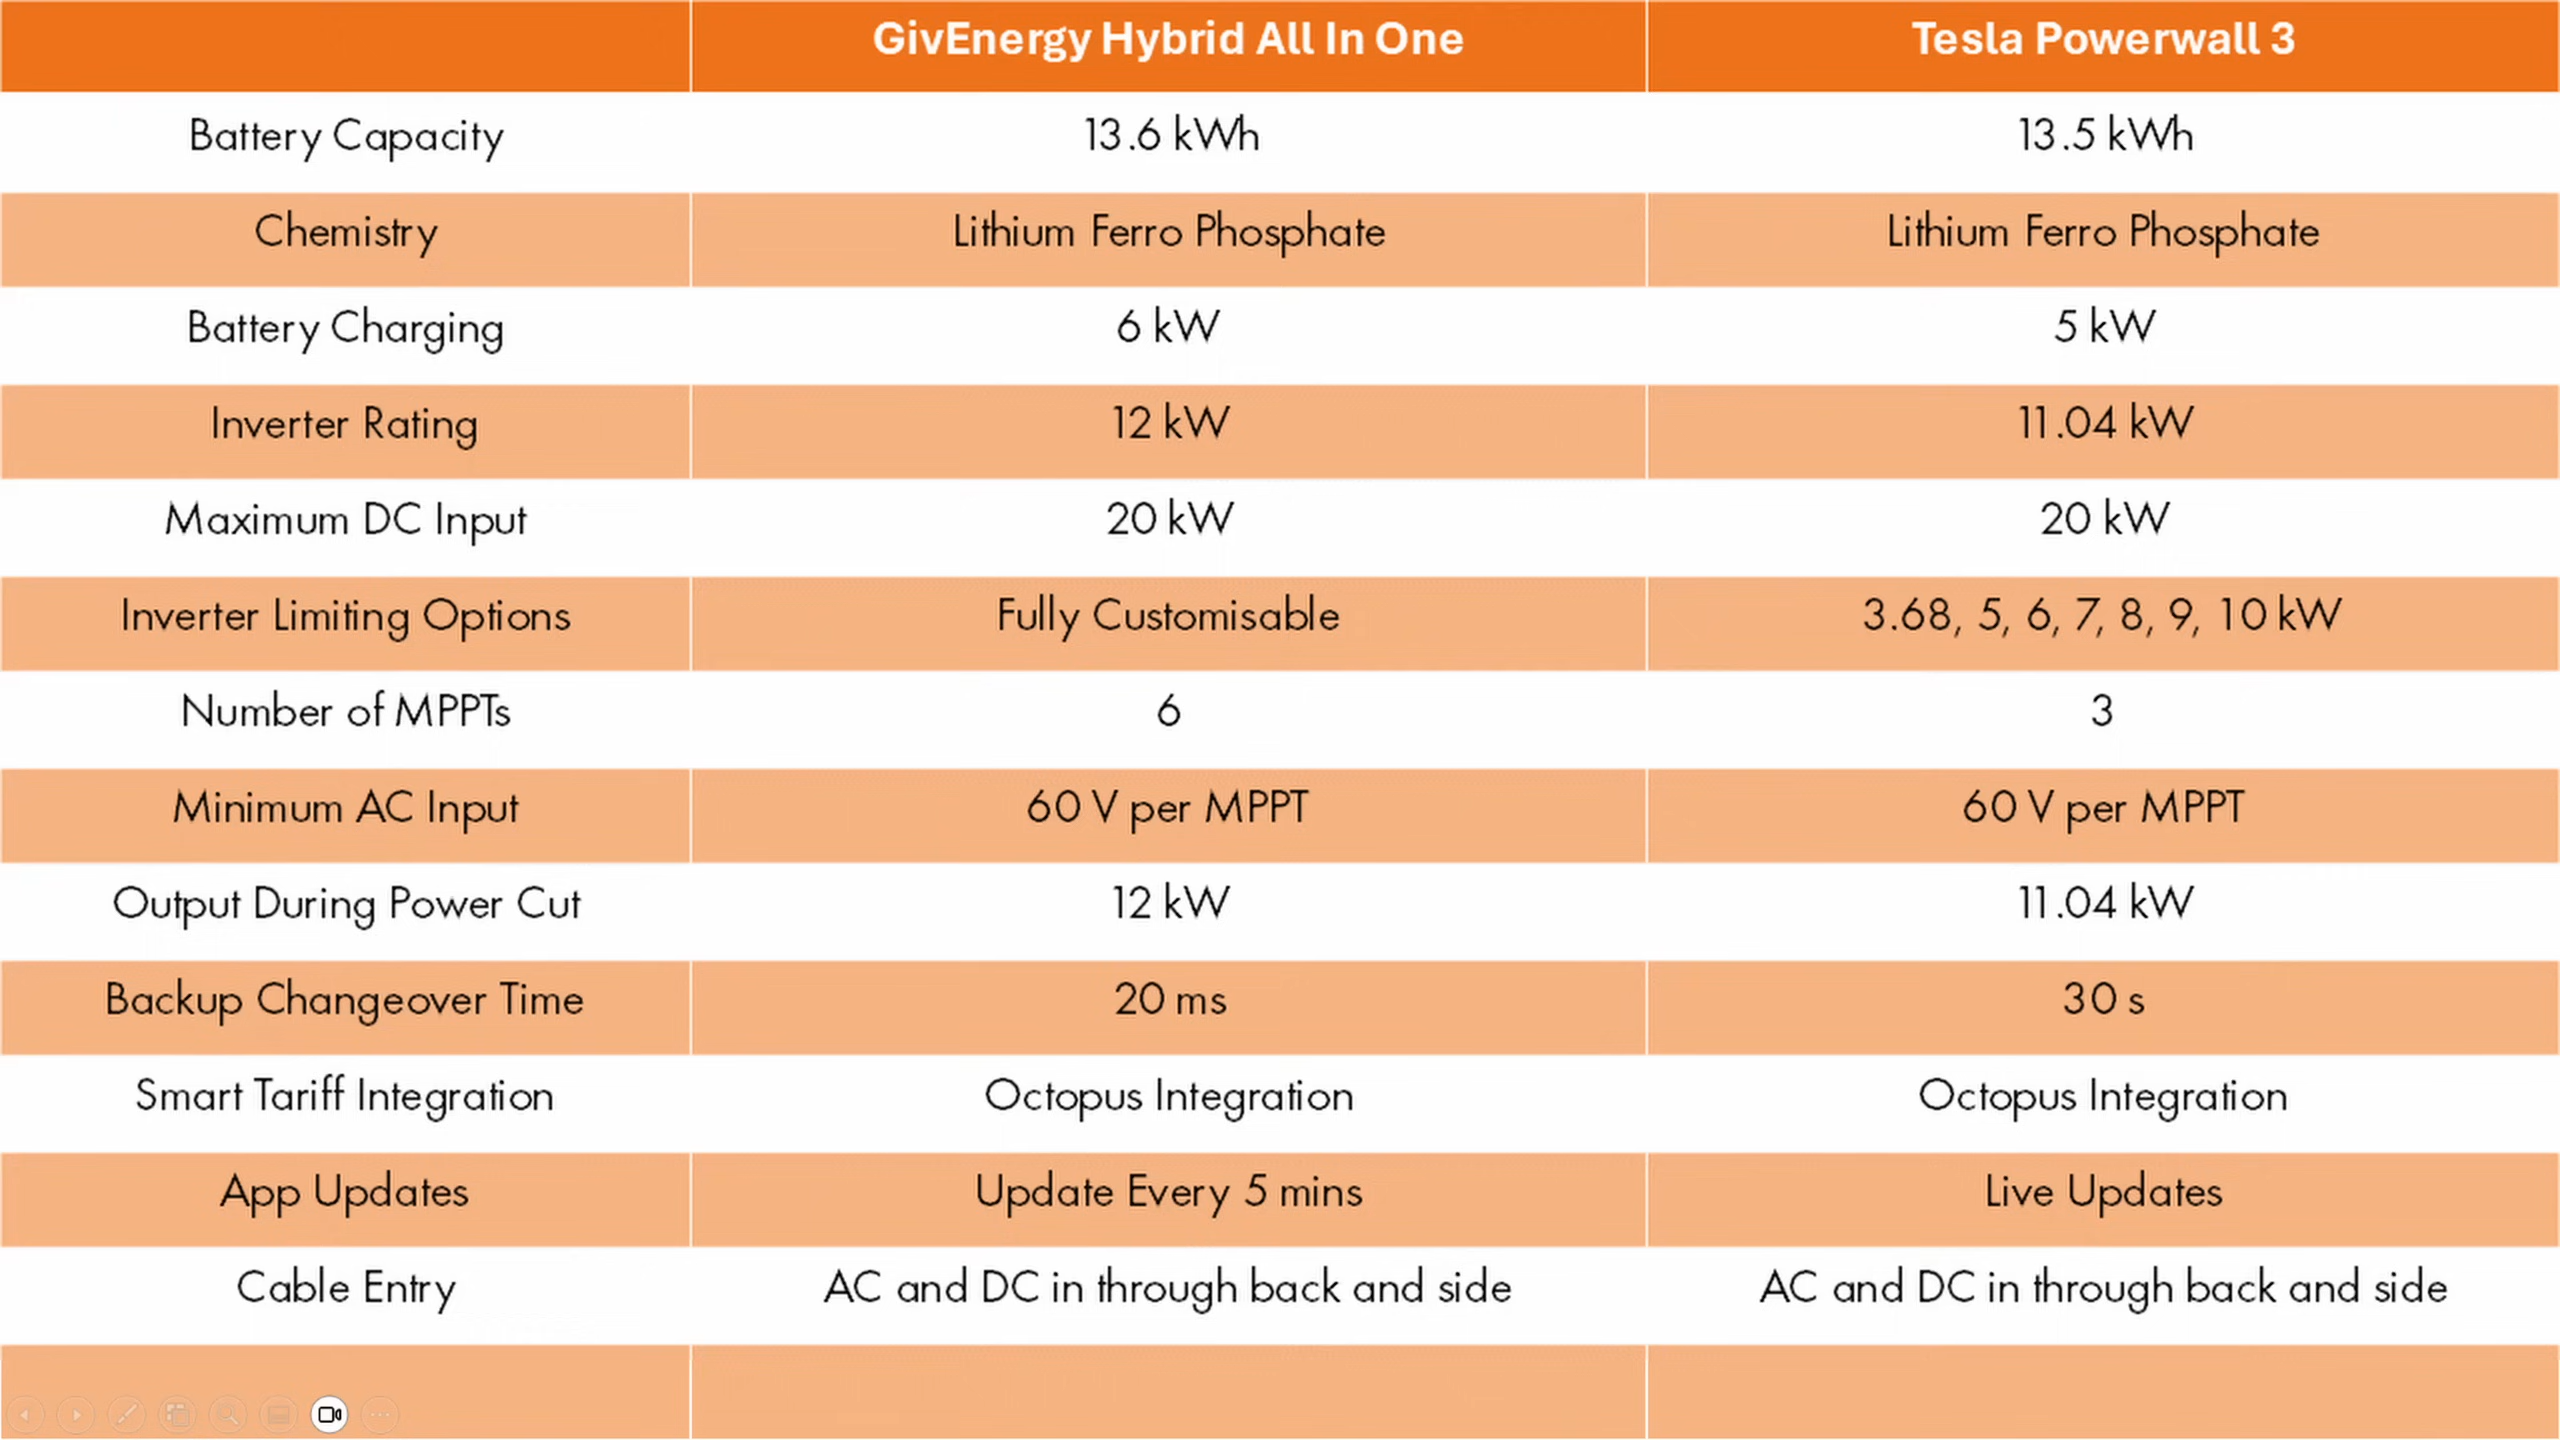 GivEnergy Hybrid All In One Tesla Powerwall 3
Battery Capacity 13.6 kWh 13.5 kWh
Chemistry Lithium Ferro Phosphate Lithium Ferro Phosphate
Battery Charging 6 kW 5 kW
Inverter Rating 12 kW 11.04 kW
Maximum DC Input 20 kW 20 kW
Inverter Limiting Options Fully Customisable 3.68, 5, 6, 7, 8, 9, 10 kW
Number of MPPTs 6 3
Minimum AC Input 60 V per MPPT 60 V per MPPT
Output During Power Cut 12 kW 11.04 kW
Backup Changeover Time 20 ms 30 s
Smart Tariff Integration Octopus Integration Octopus Integration
App Updates Update Every 5 mins Live Updates
Cable Entry AC and DC in through back and side AC and DC in through back and side